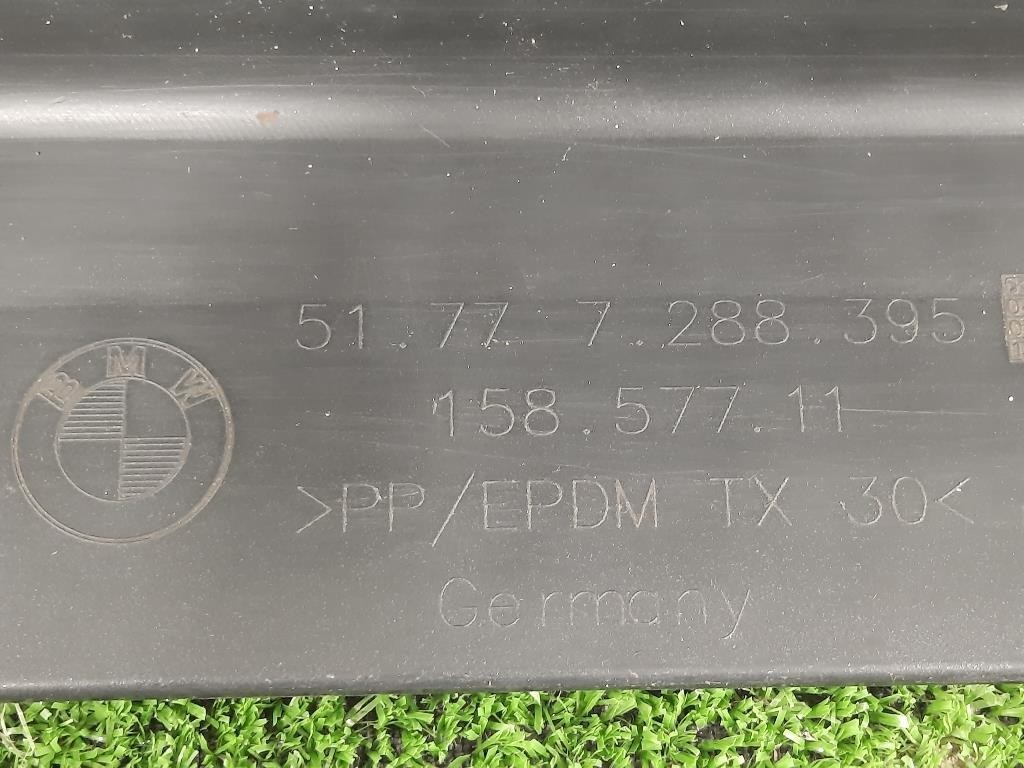 51.77 7.288.395
158.577.11
>PP/EPDM TX 30<
Germany
BMW